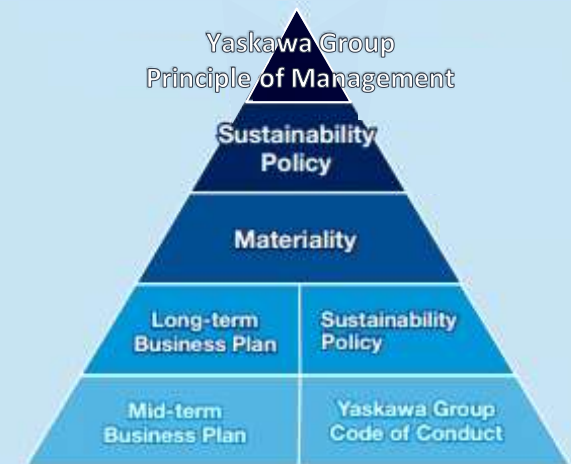 Yaskawa Group
Principle of Management
Sustainability
Policy
Materiality
Long-term
Business Plan
Sustainability
Policy
Mid-term
Business Plan
Yaskawa Group
Code of Conduct